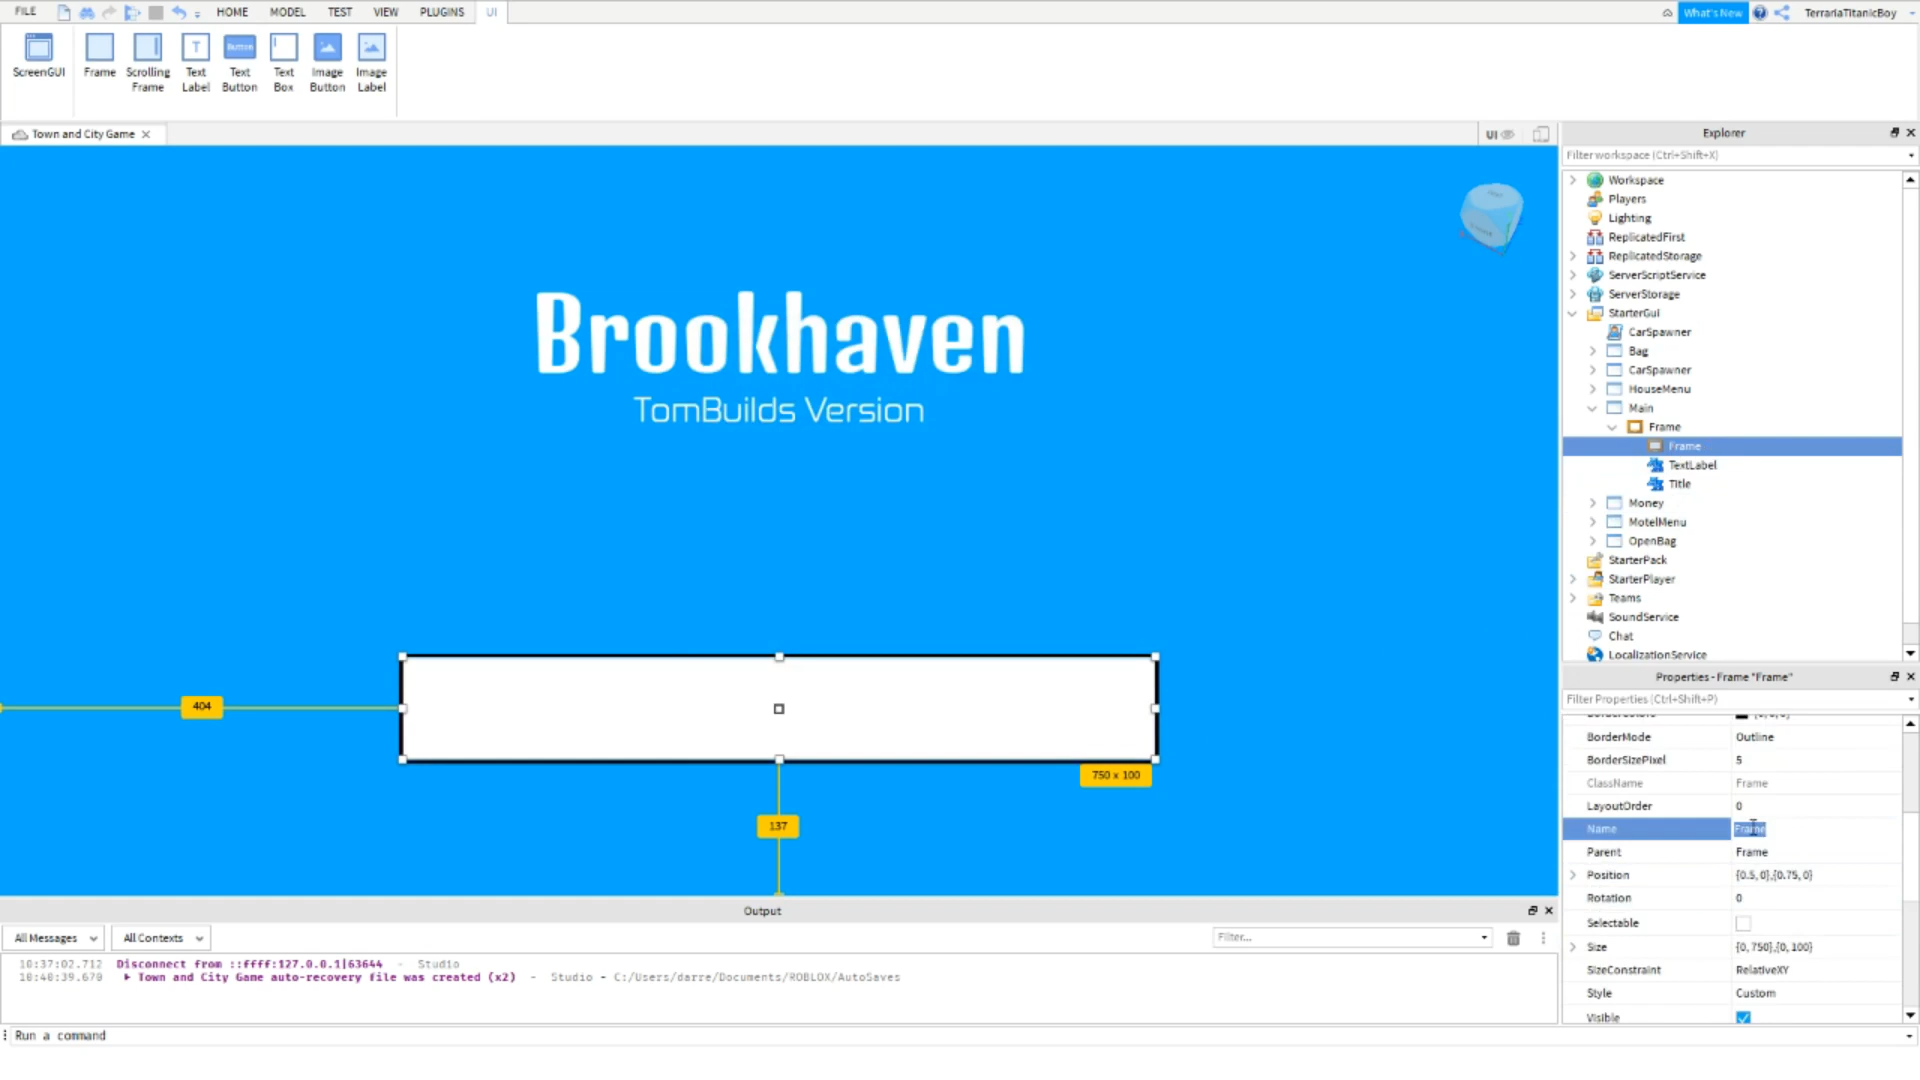 FILE HOME MODEL TEST VIEW PLUGINS UI What's New TerrariaTitanicBoy
ScreenGUI Frame Scrolling Frame T Text Label Button Text Button Text Box Image Button Image Label
Town and City Game UI
Brookhaven
TomBuilds Version
404
750 x 100
137
Explorer
Filter workspace (Ctrl+Shift+X)
Workspace
Players
Lighting
ReplicatedFirst
ReplicatedStorage
ServerScriptService
ServerStorage
StarterGui
CarSpawner
Bag
CarSpawner
HouseMenu
Main
Frame
Frame
TextLabel
Title
Money
MotelMenu
OpenBag
StarterPack
StarterPlayer
Teams
SoundService
Chat
LocalizationService
Properties - Frame "Frame"
Filter Properties (Ctrl+Shift+P)
BorderMode Outline
BorderSizePixel 5
ClassName Frame
LayoutOrder 0
Name Frame
Parent Frame
Position {0.5, 0},{0.75, 0}
Rotation 0
Selectable
Size {0, 750},{0, 100}
SizeConstraint RelativeXY
Style Custom
Visible
Output
All Messages All Contexts Filter...
10:37:02.712 Disconnect from ::ffff:127.0.0.1|63644 - Studio
10:40:39.670 Town and City Game auto-recovery file was created (x2) - Studio - C:/Users/darre/Documents/ROBLOX/AutoSaves
Run a command